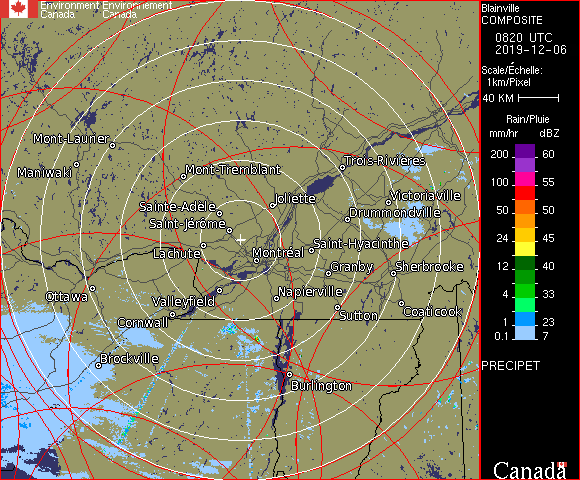 Environment Environnement
Canada Canada
Blainville
COMPOSITE
0820 UTC
2019-12-06
Scale/Échelle:
1km/Pixel
40 KM
Rain/Pluie
mm/hr dBZ
200 60
150 57
100 55
50 50
24 45
12 40
4 33
1 23
0.1 7
PRECIPET
Canada
Mont-Laurier
Maniwaki
Mont-Tremblant
Trois-Rivières
Joliette
Victoriaville
Sainte-Adèle
Drummondville
Saint-Jérôme
Saint-Hyacinthe
Lachute
Montréal
Granby
Sherbrooke
Ottawa
Valleyfield
Napierville
Cornwall
Sutton
Coaticook
Brockville
Burlington